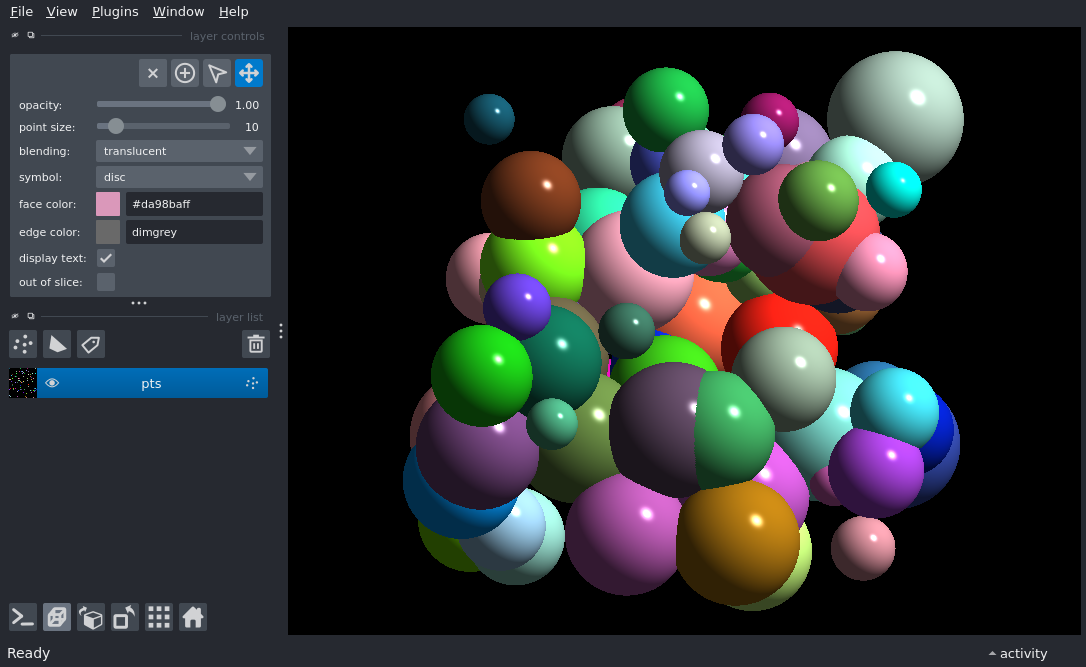 File View Plugins Window Help
layer controls
opacity: 1.00
point size: 10
blending: translucent
symbol: disc
face color: #da98baff
edge color: dimgrey
display text:
out of slice:
layer list
pts
Ready
activity